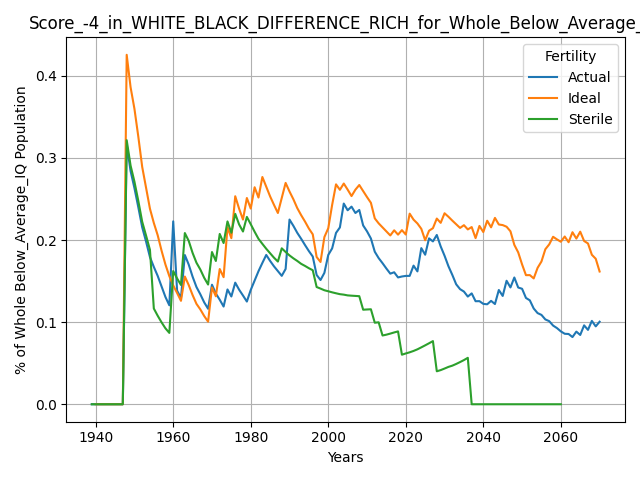 Score_-4_in_WHITE_BLACK_DIFFERENCE_RICH_for_Whole_Below_Average_
% of Whole Below_Average_IQ Population
0.4
0.3
0.2
0.1
0.0
Fertility
Actual
Ideal
Sterile
1940 1960 1980 2000 2020 2040 2060
Years